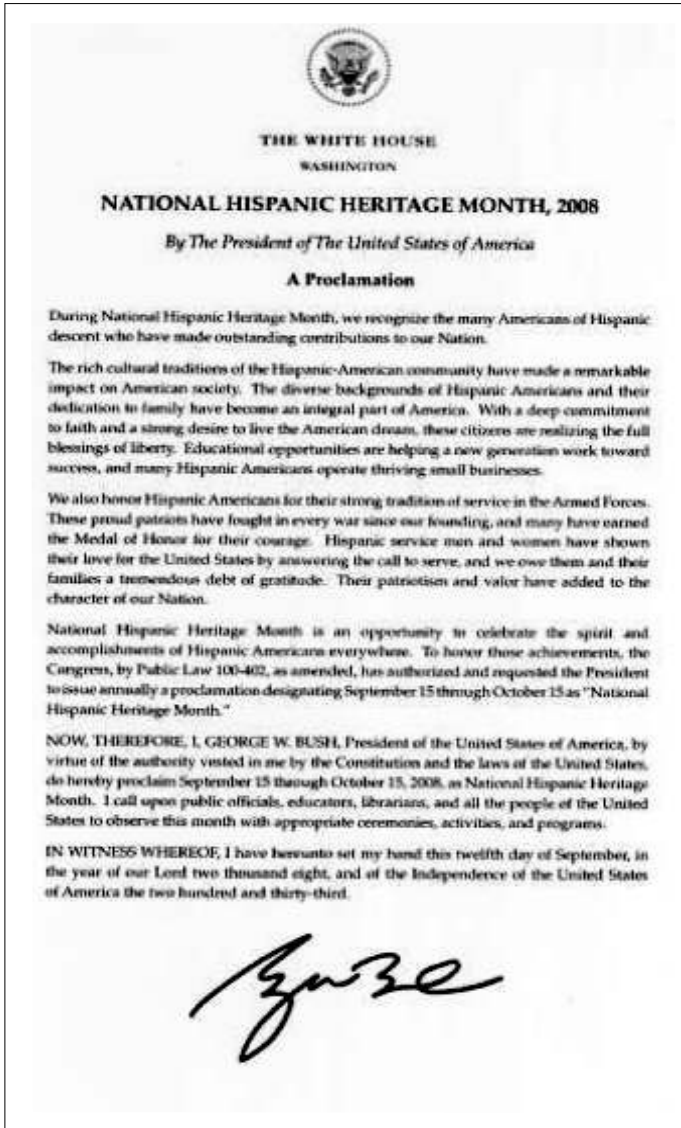 THE WHITE HOUSE
WASHINGTON
NATIONAL HISPANIC HERITAGE MONTH, 2008
By The President of The United States of America
A Proclamation
During National Hispanic Heritage Month, we recognize the many Americans of Hispanic
descent who have made outstanding contributions to our Nation.
The rich cultural traditions of the Hispanic-American community have made a remarkable
impact on American society. The diverse backgrounds of Hispanic Americans and their
dedication to family have become an integral part of America. With a deep commitment
to faith and a strong desire to live the American dream, these citizens are realizing the full
blessings of liberty. Educational opportunities are helping a new generation work toward
success, and many Hispanic Americans operate thriving small businesses.
We also honor Hispanic Americans for their strong tradition of service in the Armed Forces.
These proud patriots have fought in every war since our founding, and many have earned
the Medal of Honor for their courage. Hispanic service men and women have shown
their love for the United States by answering the call to serve, and we owe them and their
families a tremendous debt of gratitude. Their patriotism and valor have added to the
character of our Nation.
National Hispanic Heritage Month is an opportunity to celebrate the spirit and
accomplishments of Hispanic Americans everywhere. To honor those achievements, the
Congress, by Public Law 100-402, as amended, has authorized and requested the President
to issue annually a proclamation designating September 15 through October 15 as "National
Hispanic Heritage Month."
NOW, THEREFORE, I, GEORGE W. BUSH, President of the United States of America, by
virtue of the authority vested in me by the Constitution and the laws of the United States,
do hereby proclaim September 15 through October 15, 2008, as National Hispanic Heritage
Month. I call upon public officials, educators, librarians, and all the people of the United
States to observe this month with appropriate ceremonies, activities, and programs.
IN WITNESS WHEREOF, I have hereunto set my hand this twelfth day of September, in
the year of our Lord two thousand eight, and of the Independence of the United States
of America the two hundred and thirty-third.